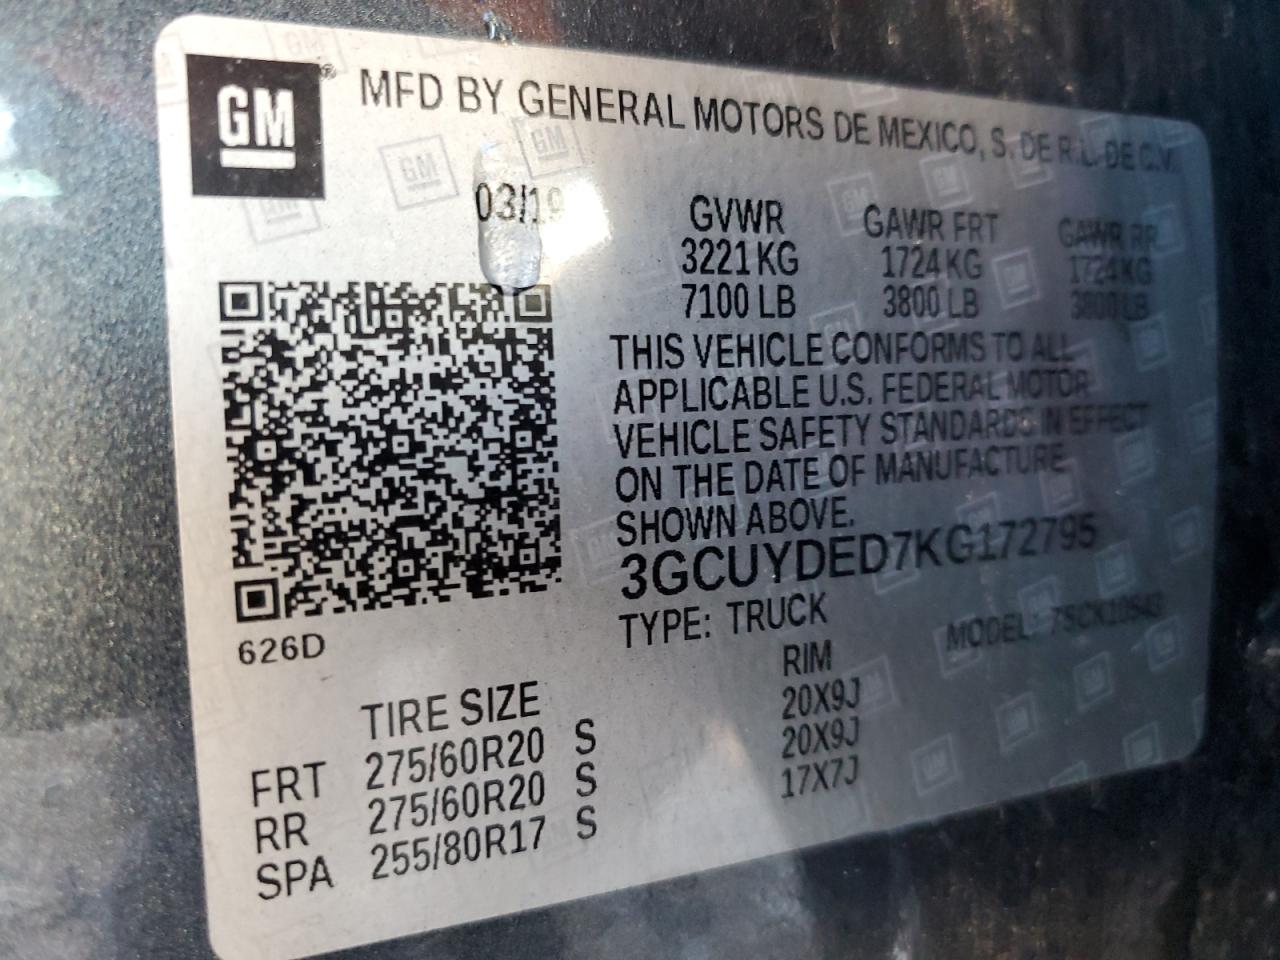 GM
MFD BY GENERAL MOTORS DE MEXICO, S. DE R.L. DE C.V.
03/19
GVWR GAWR FRT GAWR RR
3221 KG 1724 KG 1724 KG
7100 LB 3800 LB 3800 LB
THIS VEHICLE CONFORMS TO ALL
APPLICABLE U.S. FEDERAL MOTOR
VEHICLE SAFETY STANDARDS IN EFFECT
ON THE DATE OF MANUFACTURE
SHOWN ABOVE.
3GCUYDED7KG172795
TYPE: TRUCK MODEL:
626D
TIRE SIZE RIM
FRT 275/60R20 S 20X9J
RR 275/60R20 S 20X9J
SPA 255/80R17 S 17X7J